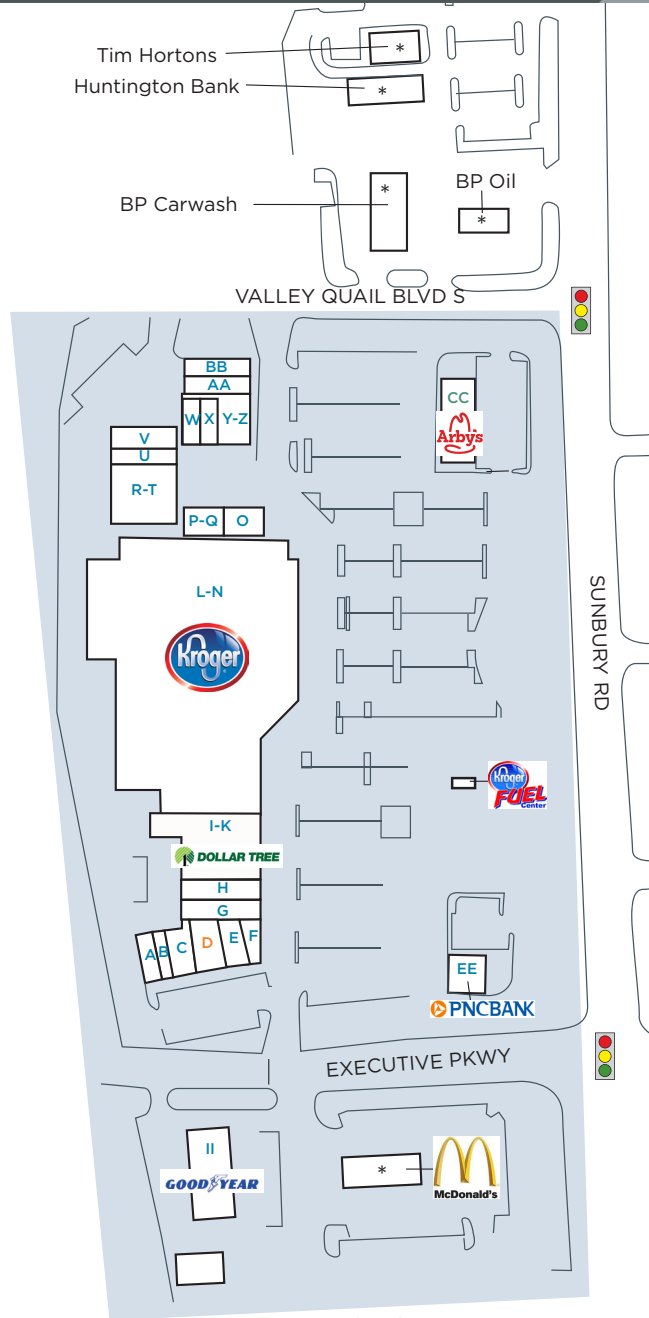 Tim Hortons
*
Huntington Bank
*
BP Carwash
*
BP Oil
*
VALLEY QUAIL BLVD S
BB
AA
W X Y-Z
CC
Arby's
V
U
R-T
P-Q O
L-N
Kroger
SUNBURY RD
Kroger
FUEL
Center
I-K
DOLLAR TREE
H
G
A B C D E F
EE
PNCBANK
EXECUTIVE PKWY
II
GOODYEAR
*
McDonald's